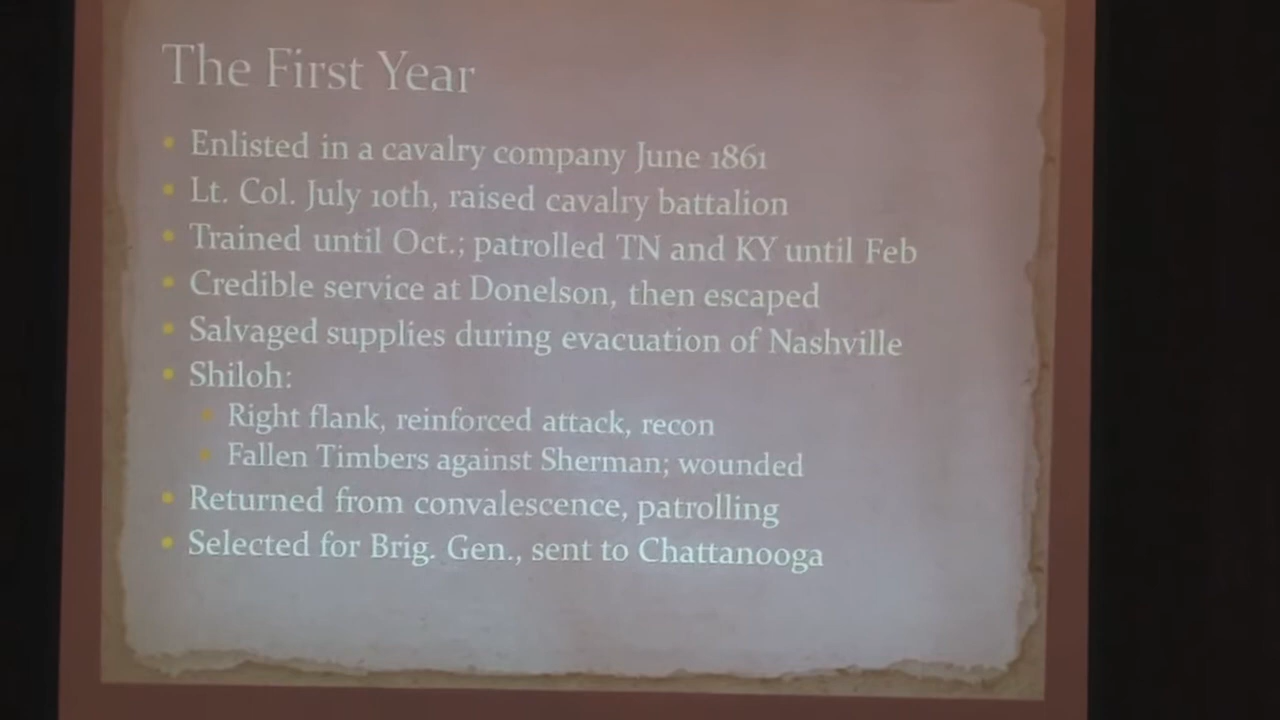 The First Year
• Enlisted in a cavalry company June 1861
• Lt. Col. July 10th, raised cavalry battalion
• Trained until Oct.; patrolled TN and KY until Feb
• Credible service at Donelson, then escaped
• Salvaged supplies during evacuation of Nashville
• Shiloh:
• Right flank, reinforced attack, recon
• Fallen Timbers against Sherman; wounded
• Returned from convalescence, patrolling
• Selected for Brig. Gen., sent to Chattanooga